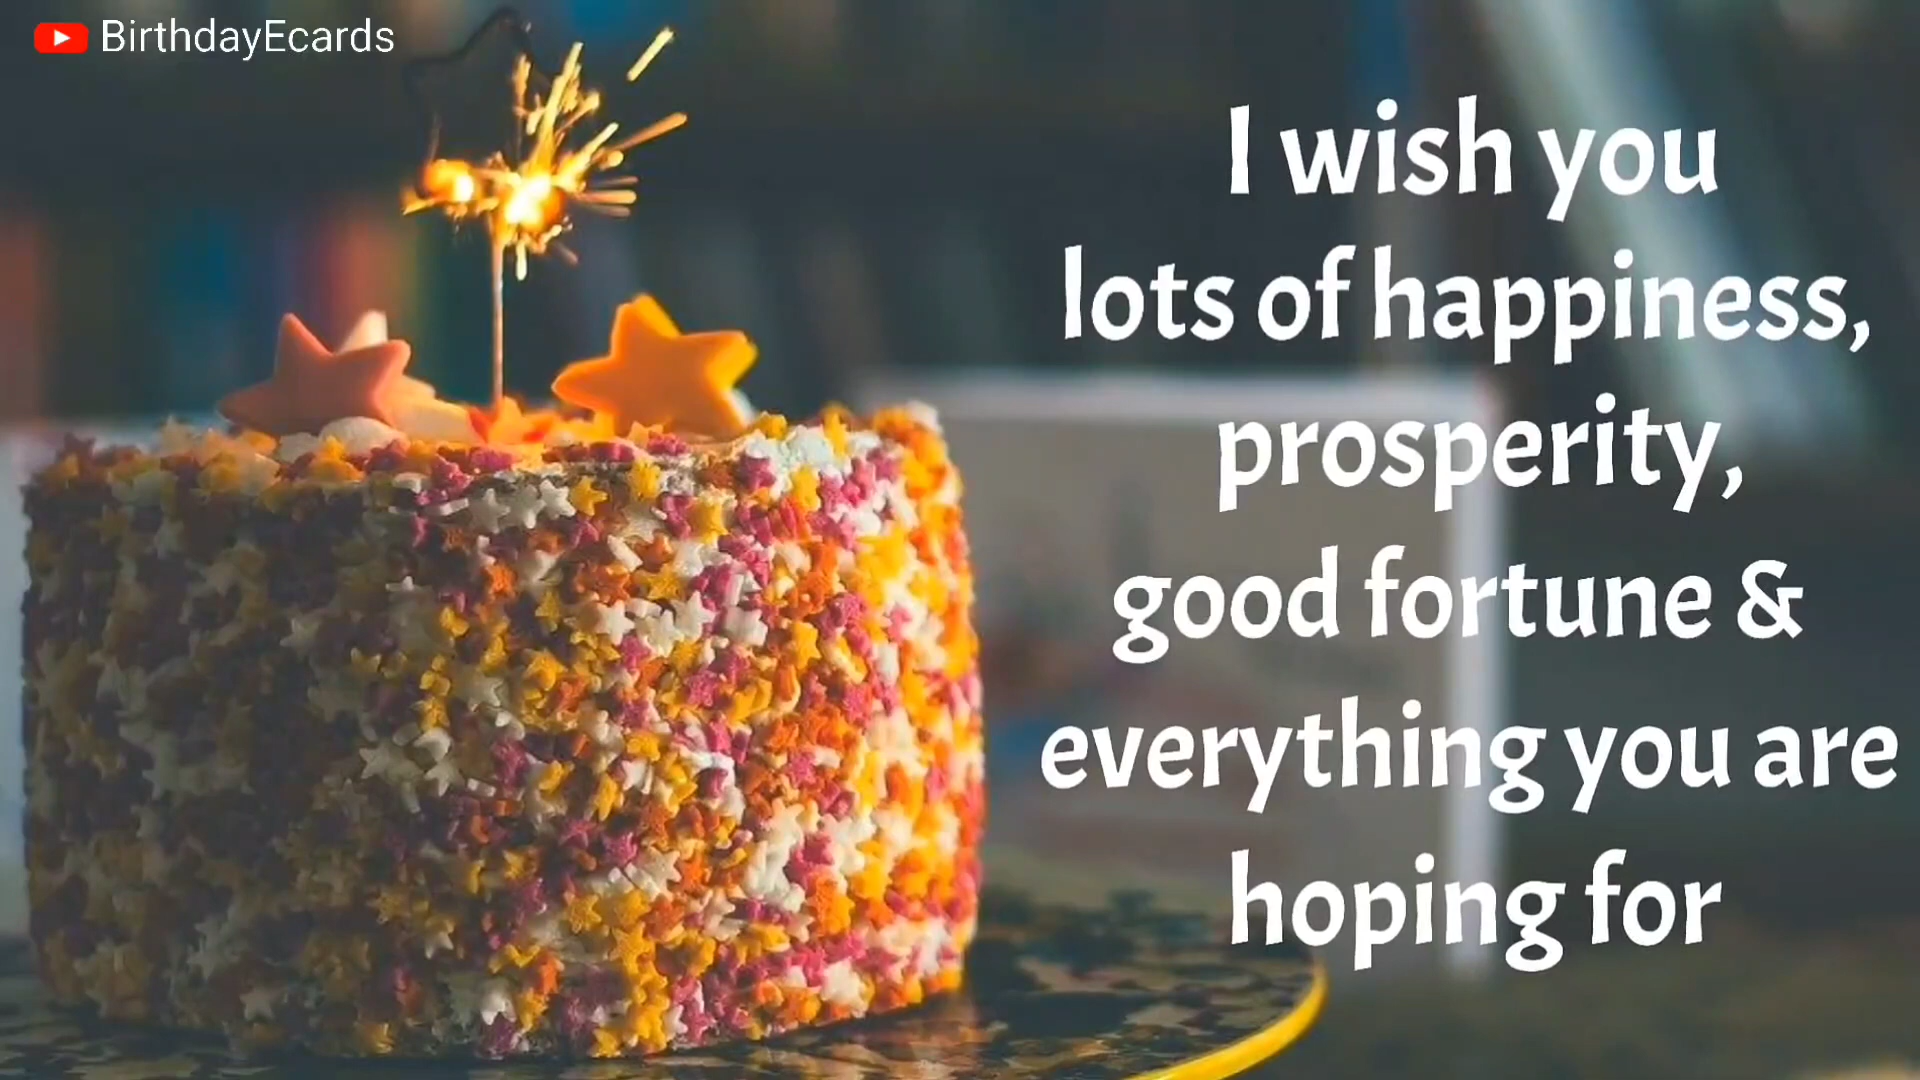 BirthdayEcards
I wish you
lots of happiness,
prosperity,
good fortune &
everything you are
hoping for